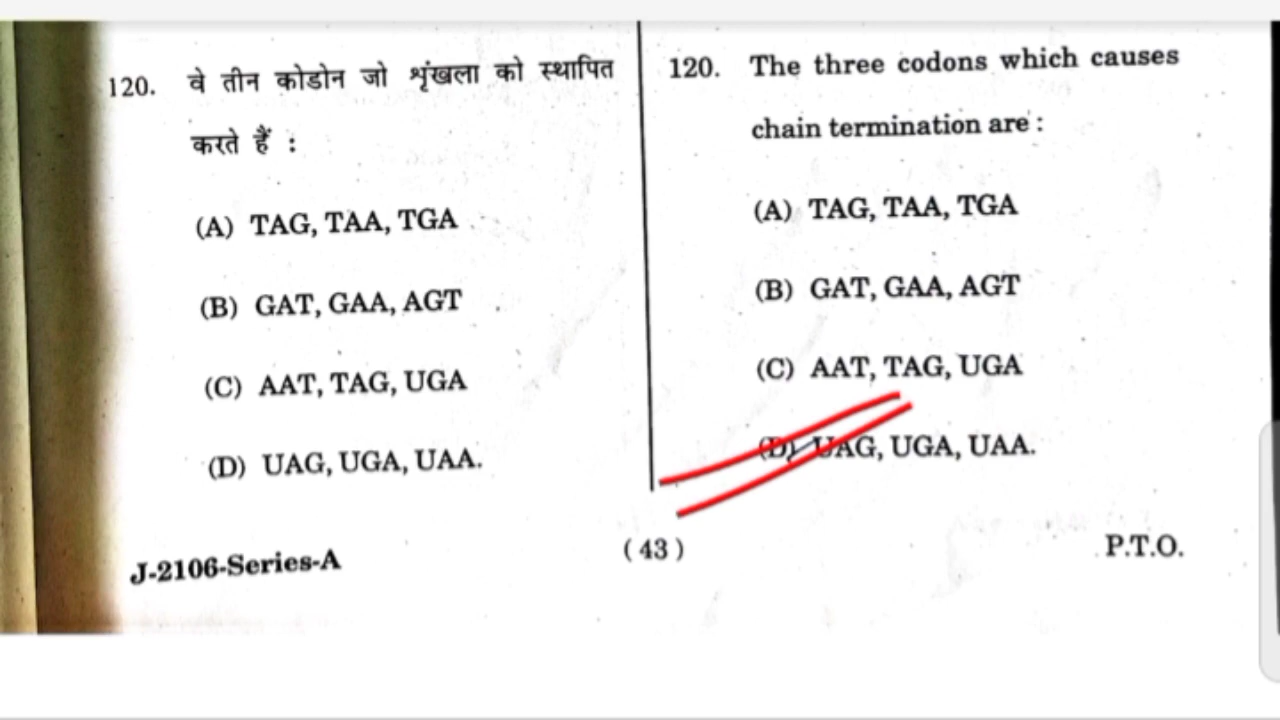 120. वे तीन कोडोन जो शृंखला को स्थापित
करते हैं :
(A) TAG, TAA, TGA
(B) GAT, GAA, AGT
(C) AAT, TAG, UGA
(D) UAG, UGA, UAA.
120. The three codons which causes
chain termination are :
(A) TAG, TAA, TGA
(B) GAT, GAA, AGT
(C) AAT, TAG, UGA
(D) UAG, UGA, UAA.
J-2106-Series-A
( 43 )
P.T.O.